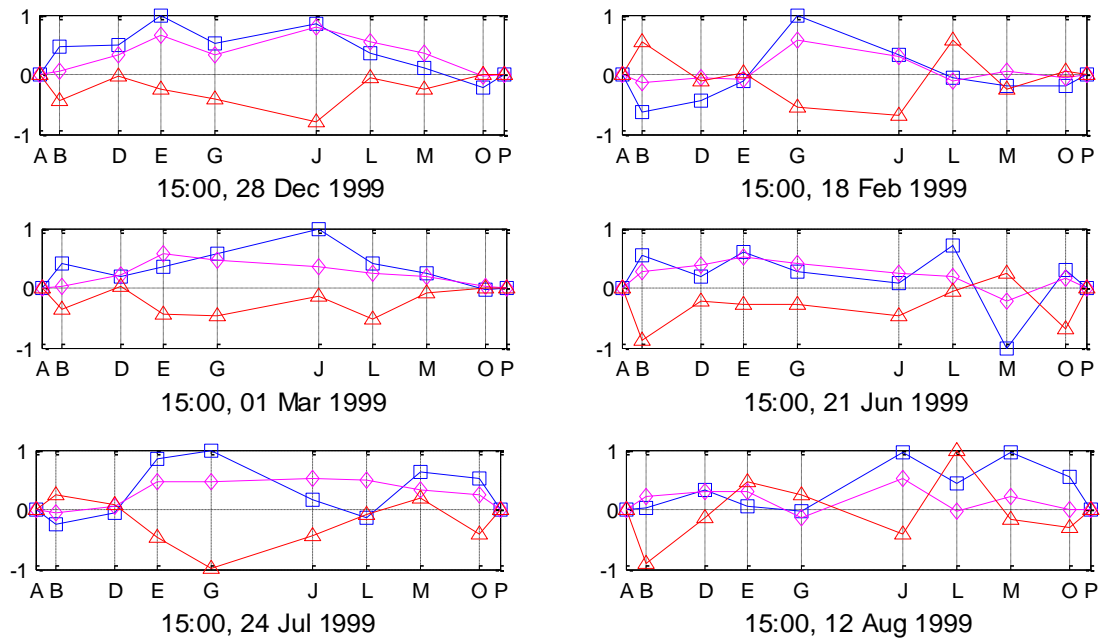 1
0
-1
A B D E G J L M O P
15:00, 28 Dec 1999
1
0
-1
A B D E G J L M O P
15:00, 18 Feb 1999
1
0
-1
A B D E G J L M O P
15:00, 01 Mar 1999
1
0
-1
A B D E G J L M O P
15:00, 21 Jun 1999
1
0
-1
A B D E G J L M O P
15:00, 24 Jul 1999
1
0
-1
A B D E G J L M O P
15:00, 12 Aug 1999